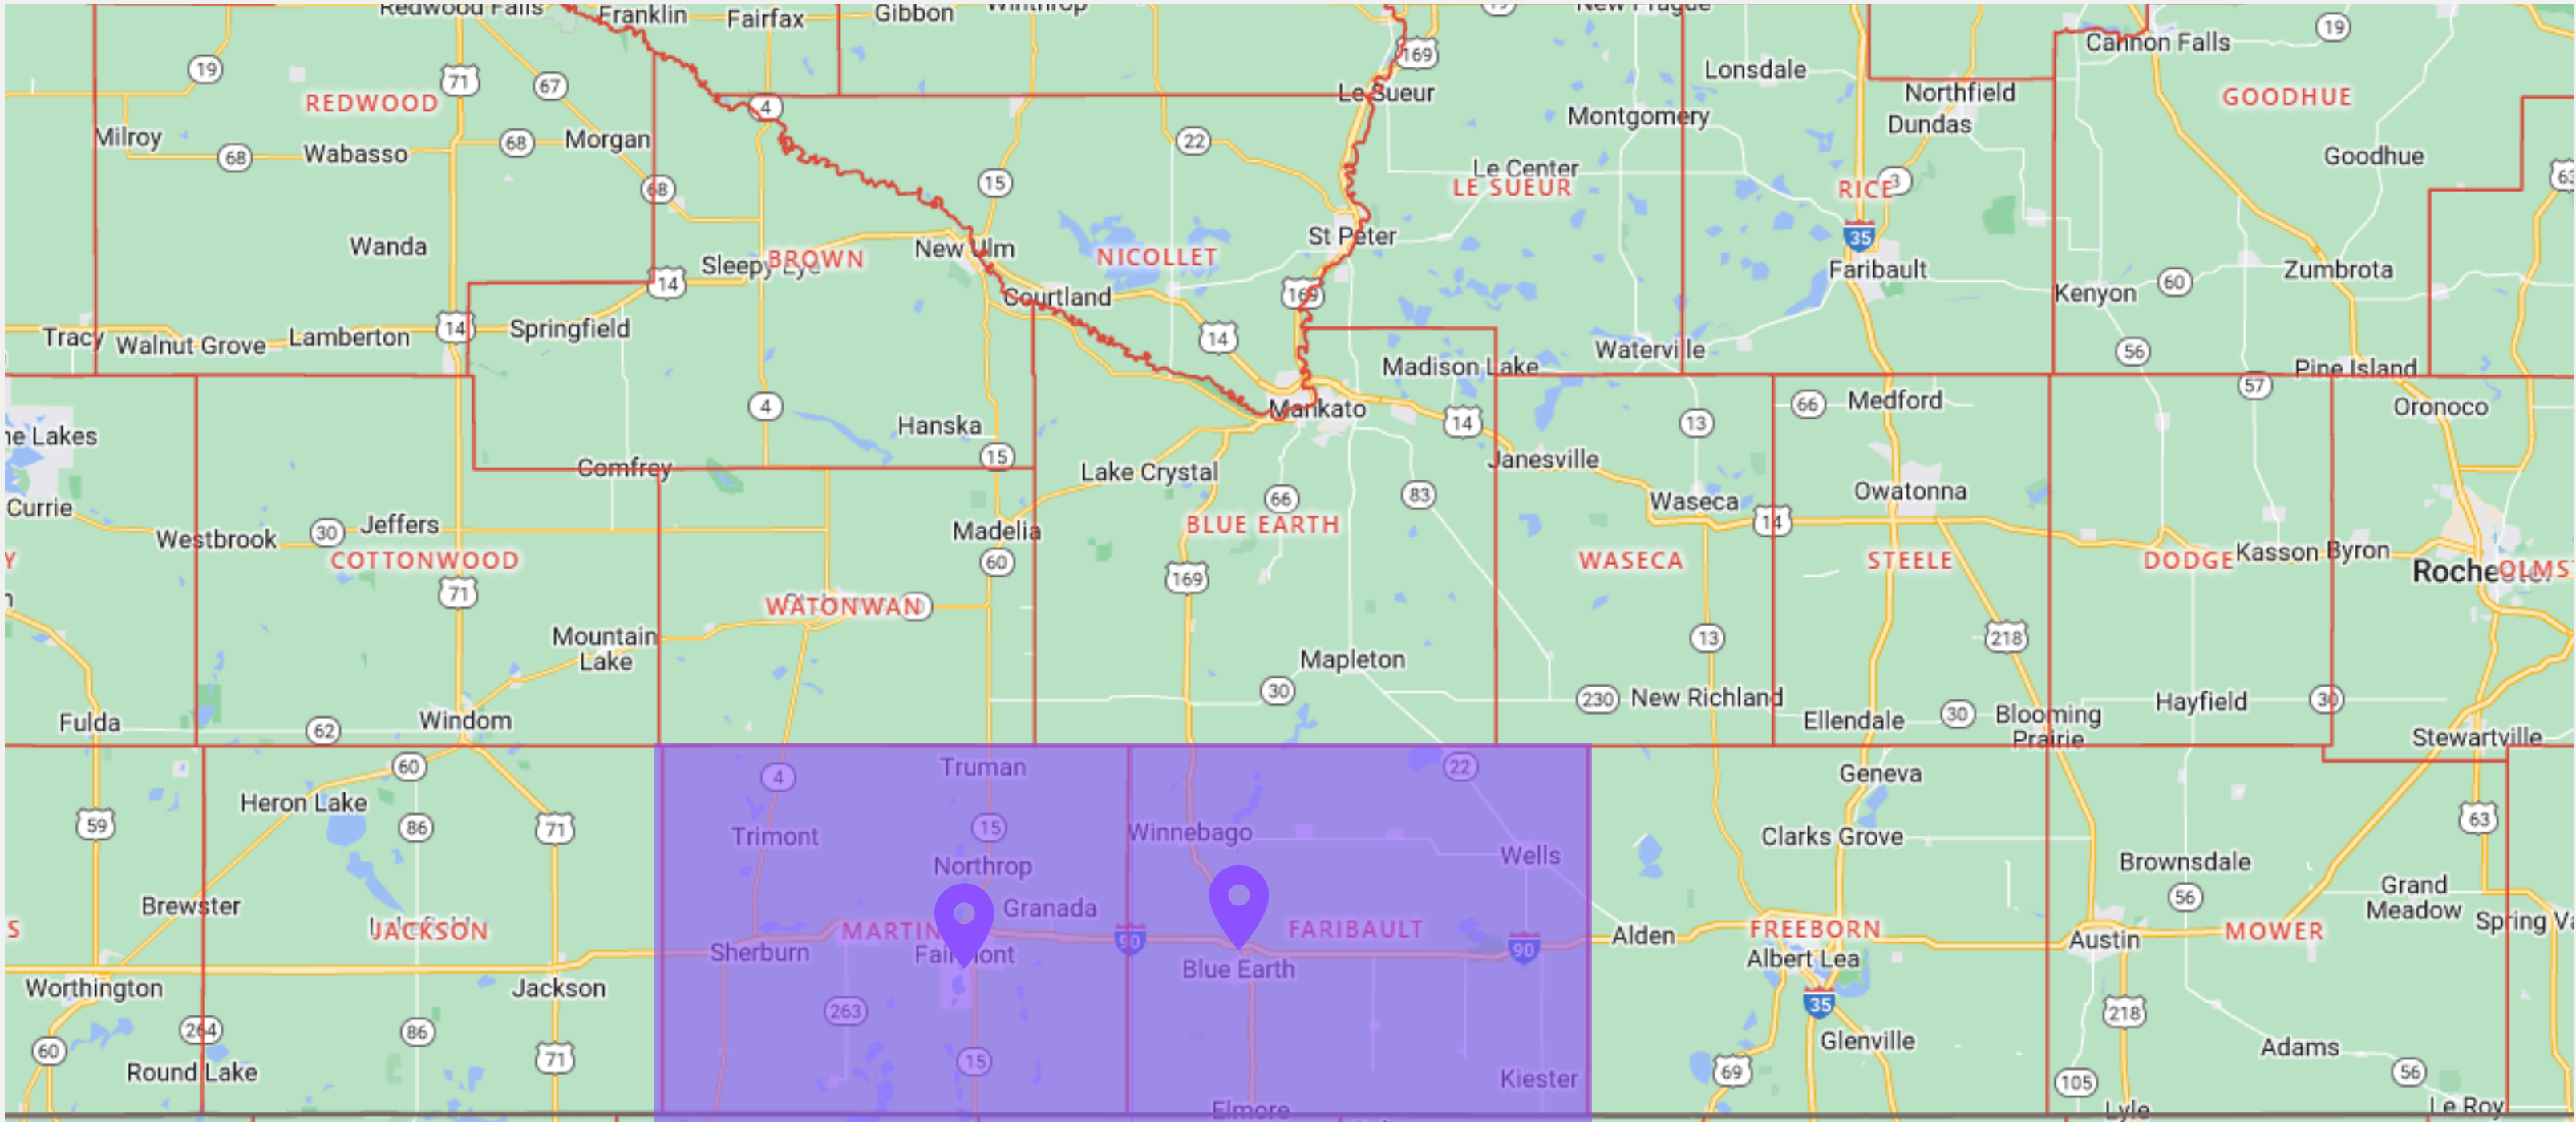 Redwood Falls
Franklin
Fairfax
Gibbon
Winthrop
19
New Prague
169
Cannon Falls
19
19
71
67
REDWOOD
4
Le Sueur
Lonsdale
Northfield
GOODHUE
Milroy
68
Wabasso
68
Morgan
22
Montgomery
Dundas
Goodhue
68
15
Le Center
LE SUEUR
RICE
3
63
Wanda
Sleepy Eye
BROWN
New Ulm
NICOLLET
St Peter
35
Faribault
14
Courtland
169
Kenyon
60
Zumbrota
Tracy
Walnut Grove
Lamberton
14
Springfield
14
Madison Lake
Waterville
56
Pine Island
57
ne Lakes
4
Hanska
15
Mankato
14
13
66
Medford
Oronoco
Currie
Westbrook
30
Jeffers
Comfrey
Madelia
Lake Crystal
66
83
Janesville
Waseca
14
Owatonna
Y
COTTONWOOD
60
BLUE EARTH
WASECA
STEELE
DODGE
Kasson
Byron
Rochester
OLMST
71
WATONWAN
169
n
Mountain
Lake
Mapleton
13
218
Fulda
62
Windom
30
230
New Richland
Ellendale
30
Blooming
Prairie
Hayfield
30
Stewartville
60
4
Truman
22
Geneva
Heron Lake
59
86
71
Trimont
15
Winnebago
Wells
Clarks Grove
63
Northrop
Brownsdale
Brewster
Granada
56
Grand
Meadow
S
JACKSON
Sherburn
MARTIN
Fairmont
90
FARIBAULT
90
Alden
FREEBORN
Austin
MOWER
Spring Va
Worthington
Jackson
Blue Earth
Albert Lea
264
86
263
35
218
60
71
15
Glenville
Adams
Round Lake
Kiester
69
105
56
Elmore
Lyle
Le Roy